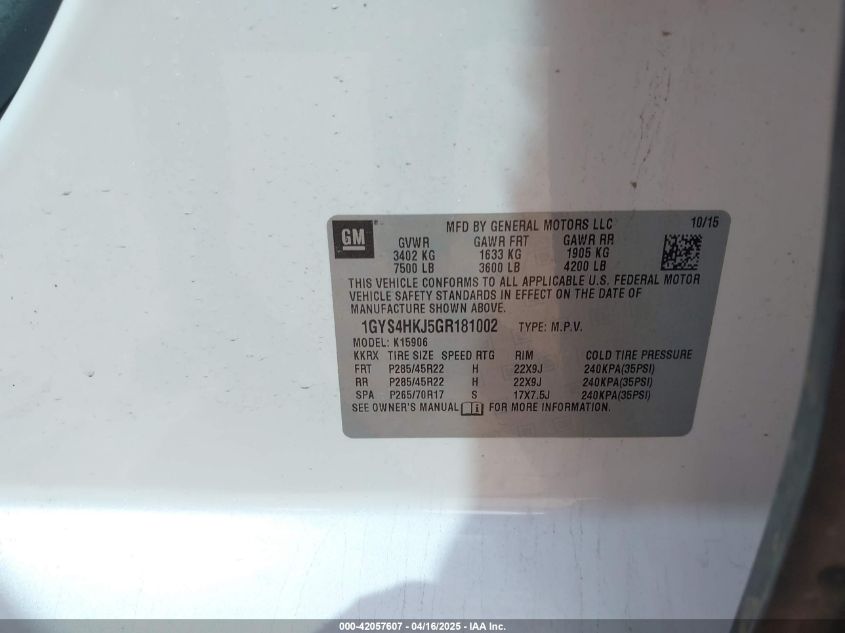 GM®
MFD BY GENERAL MOTORS LLC 10/15
GVWR GAWR FRT GAWR RR
3402 KG 1633 KG 1905 KG
7500 LB 3600 LB 4200 LB
THIS VEHICLE CONFORMS TO ALL APPLICABLE U.S. FEDERAL MOTOR
VEHICLE SAFETY STANDARDS IN EFFECT ON THE DATE OF
MANUFACTURE SHOWN ABOVE.
1GYS4HKJ5GR181002 TYPE: M.P.V.
MODEL: K15906
KKRX TIRE SIZE SPEED RTG RIM COLD TIRE PRESSURE
FRT P285/45R22 H 22X9J 240KPA(35PSI)
RR P285/45R22 H 22X9J 240KPA(35PSI)
SPA P265/70R17 S 17X7.5J 240KPA(35PSI)
SEE OWNER'S MANUAL i FOR MORE INFORMATION.
000-42057607 - 04/16/2025 - IAA Inc.